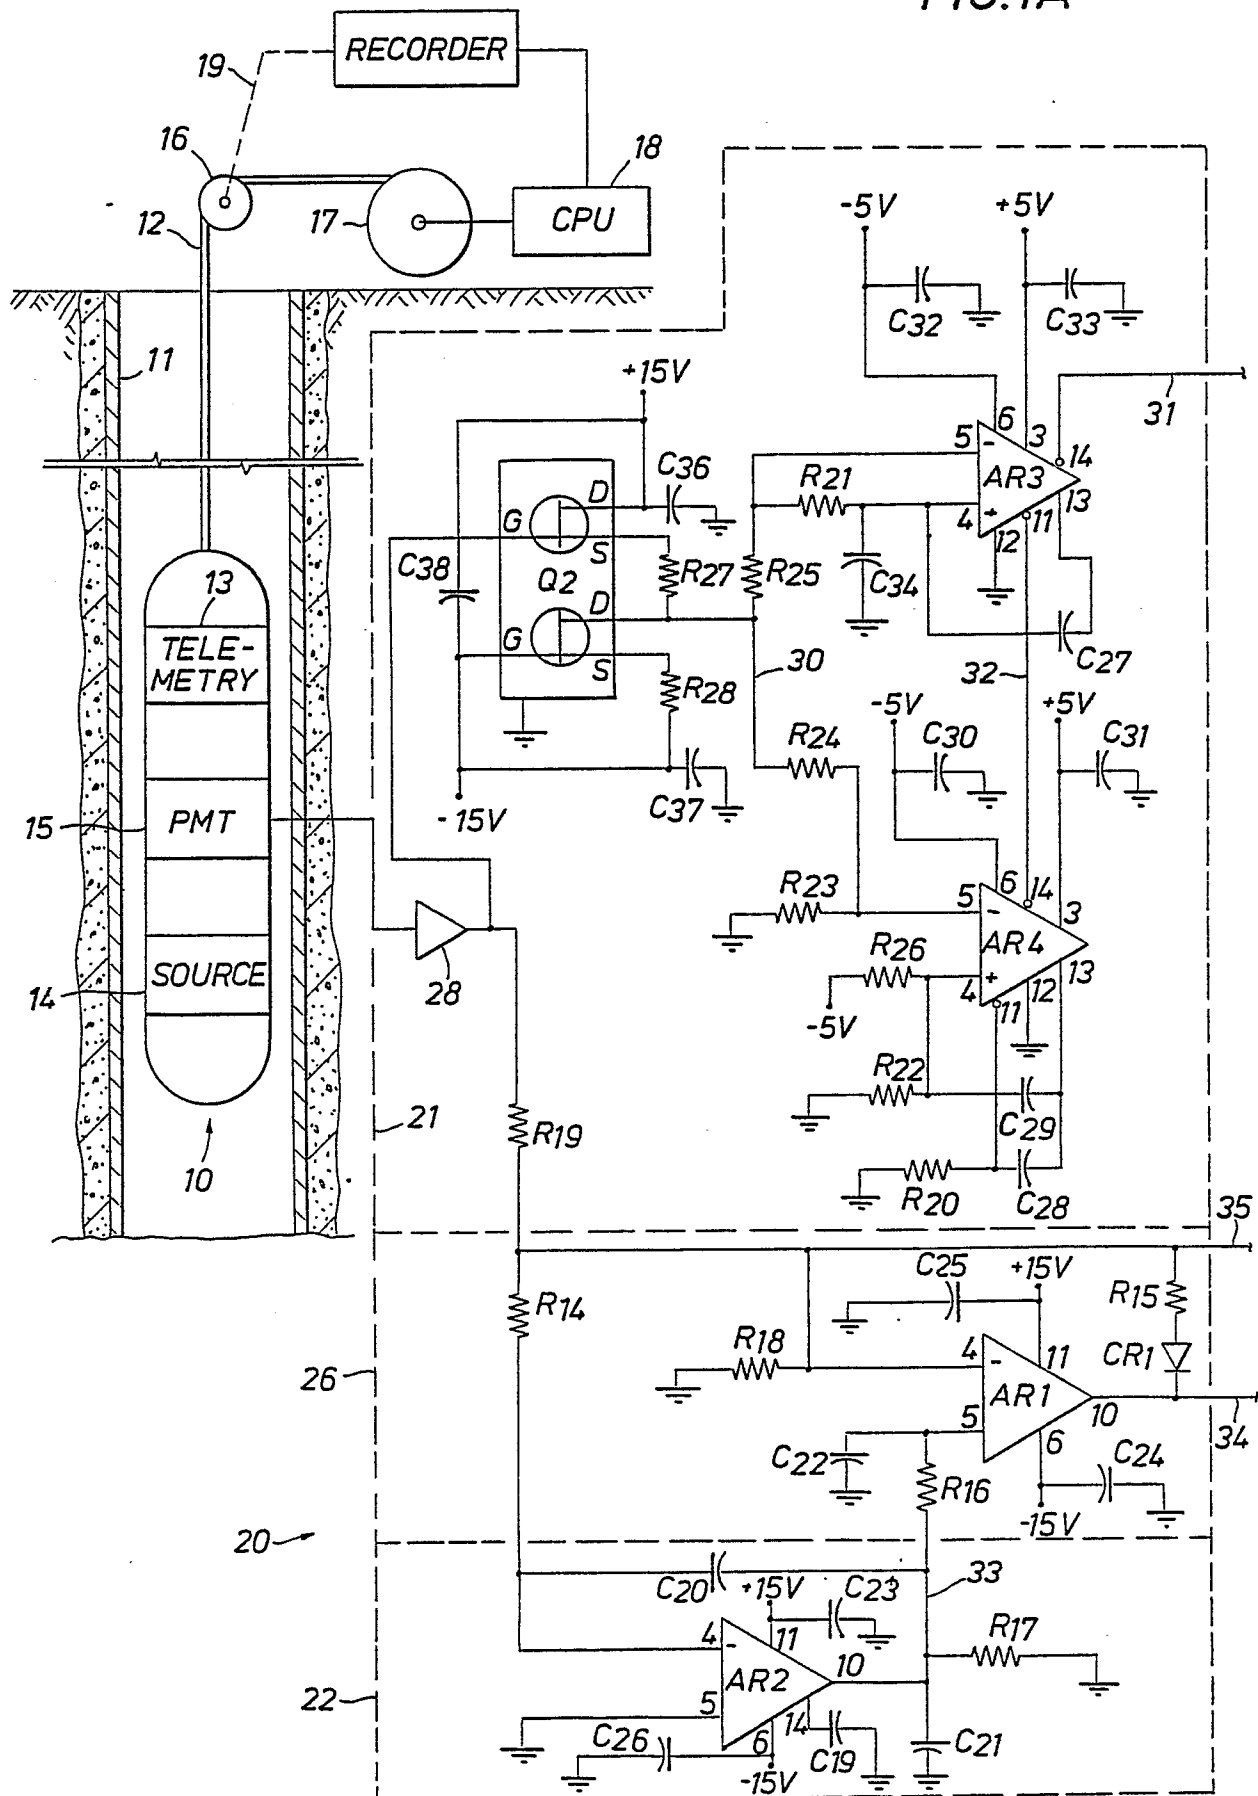 FIG.1A
RECORDER
19
16
18
CPU
17
12
-5V
+5V
C32
C33
11
+15V
31
6
3
5
-
14
AR3
13
R21
C36
D
G
S
4
+
11
12
C38
Q2
R27
R25
C34
D
G
S
C27
13
TELE-
METRY
30
32
R28
-5V
+5V
R24
C30
C31
C37
-15V
15
PMT
6
14
R23
5
-
3
AR4
R26
13
4
+
12
11
14
SOURCE
28
-5V
R22
C29
21
R19
10
R20
C28
35
C25
+15V
R14
R15
R18
4
-
11
CR1
AR1
10
26
5
6
34
C22
C24
R16
-15V
20
C20
+15V
C23
33
4
-
11
R17
10
AR2
22
5
14
C26
6
C19
C21
-15V